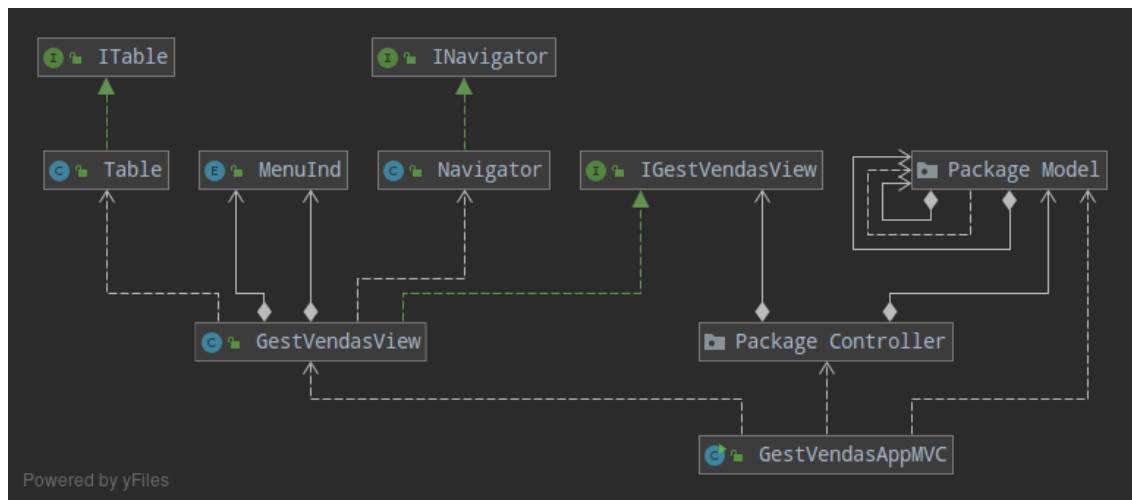 ITable
INavigator
Table
MenuInd
Navigator
IGestVendasView
Package Model
GestVendasView
Package Controller
GestVendasAppMVC
Powered by yFiles